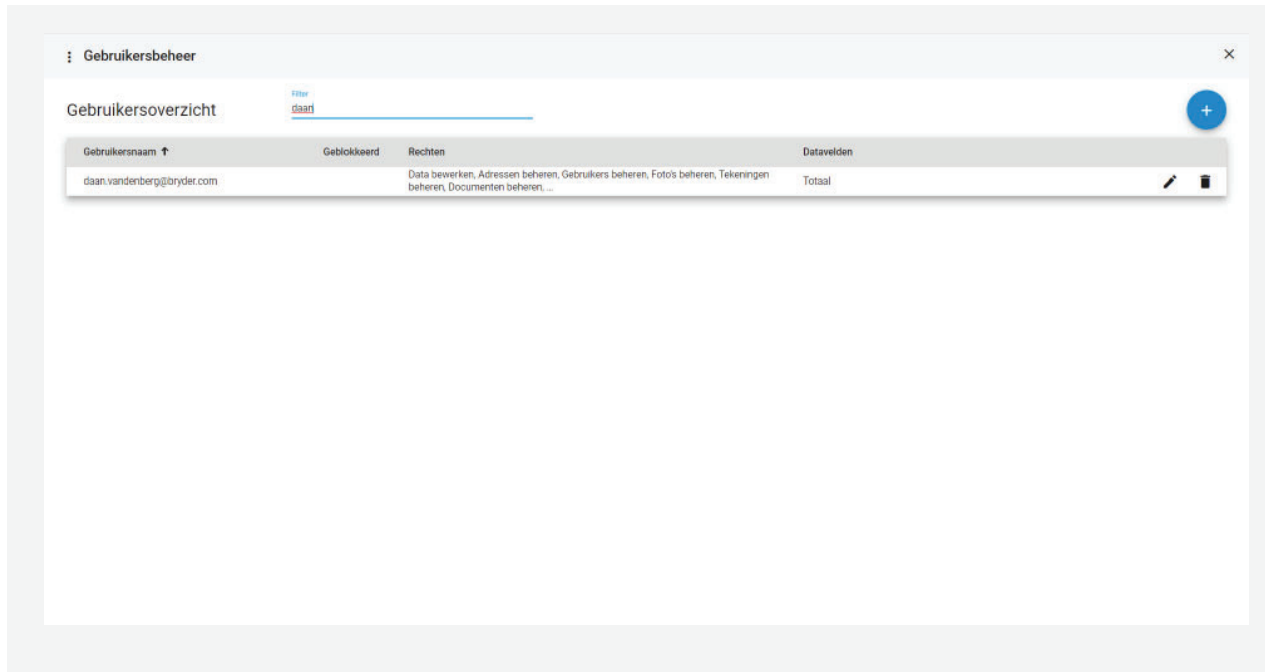 Gebruikersbeheer
Gebruikersoverzicht
Filter
daan
Gebruikersnaam Geblokkeerd Rechten Datavelden
daan.vandenberg@bryder.com
Data bewerken, Adressen beheren, Gebruikers beheren, Foto's beheren, Tekeningen
beheren, Documenten beheren, ...
Totaal